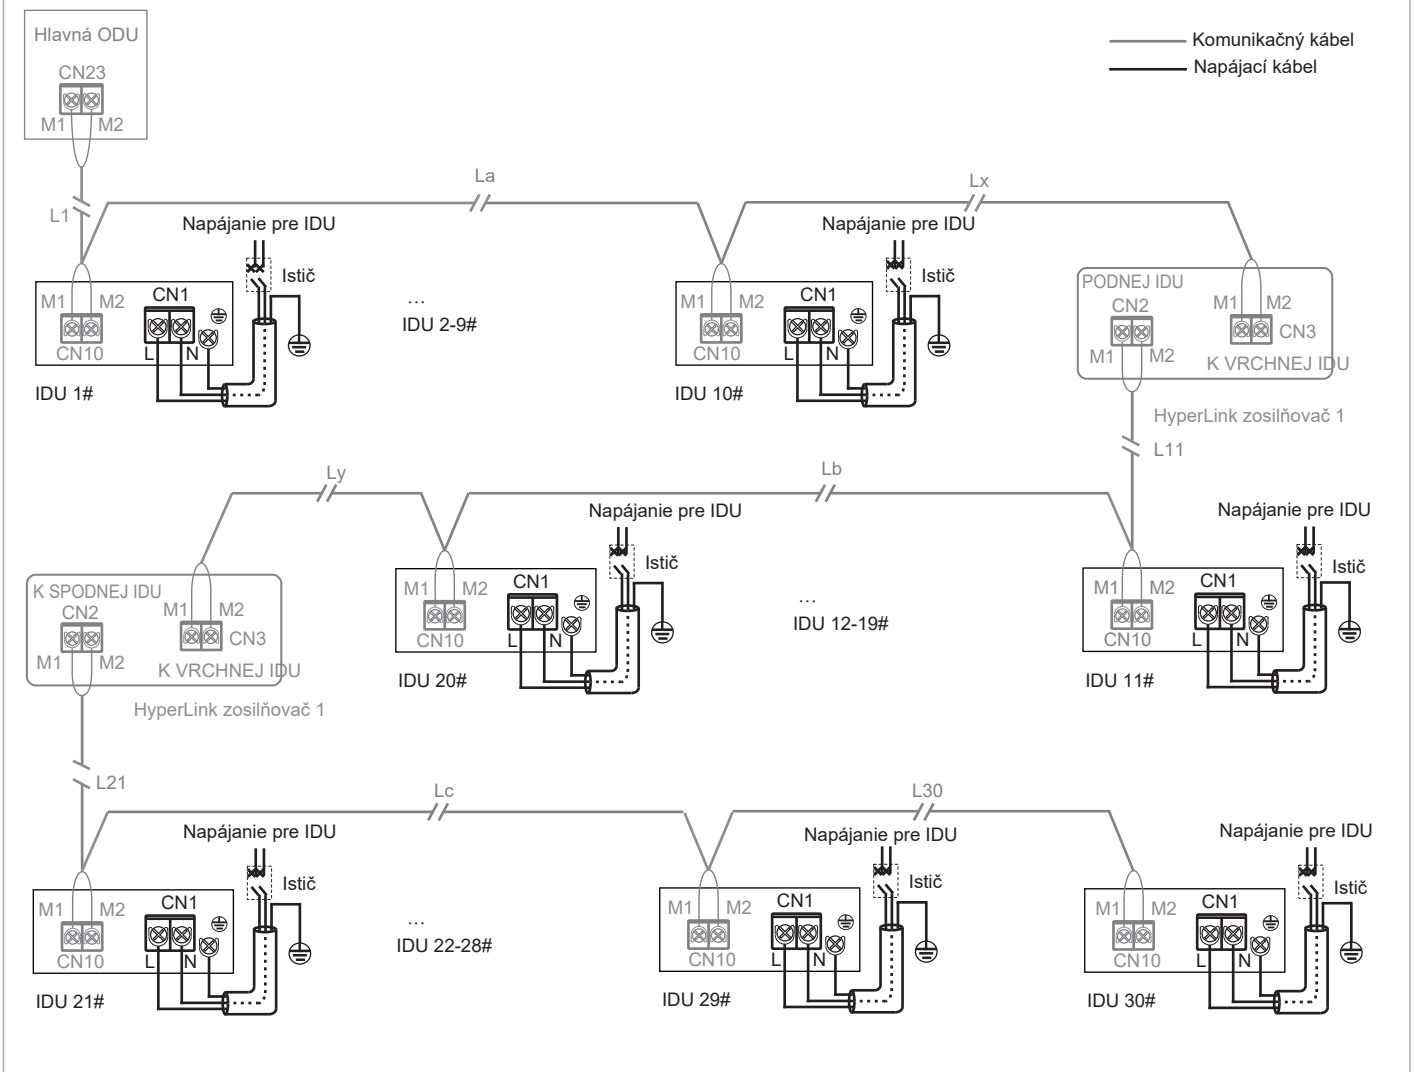 Hlavná ODU
CN23
M1 M2
Komunikačný kábel
Napájací kábel
L1
La
Lx
Napájanie pre IDU
Istič
M1 M2
CN1
CN10
L N
IDU 1#
...
IDU 2-9#
Napájanie pre IDU
Istič
M1 M2
CN1
CN10
L N
IDU 10#
PODNEJ IDU
CN2
M1 M2
M1 M2
CN3
K VRCHNEJ IDU
HyperLink zosilňovač 1
L11
Ly
Lb
K SPODNEJ IDU
CN2
M1 M2
M1 M2
CN3
K VRCHNEJ IDU
HyperLink zosilňovač 1
Napájanie pre IDU
Istič
M1 M2
CN1
CN10
L N
IDU 20#
...
IDU 12-19#
Napájanie pre IDU
Istič
M1 M2
CN1
CN10
L N
IDU 11#
L21
Lc
L30
Napájanie pre IDU
Istič
M1 M2
CN1
CN10
L N
IDU 21#
...
IDU 22-28#
Napájanie pre IDU
Istič
M1 M2
CN1
CN10
L N
IDU 29#
Napájanie pre IDU
Istič
M1 M2
CN1
CN10
L N
IDU 30#